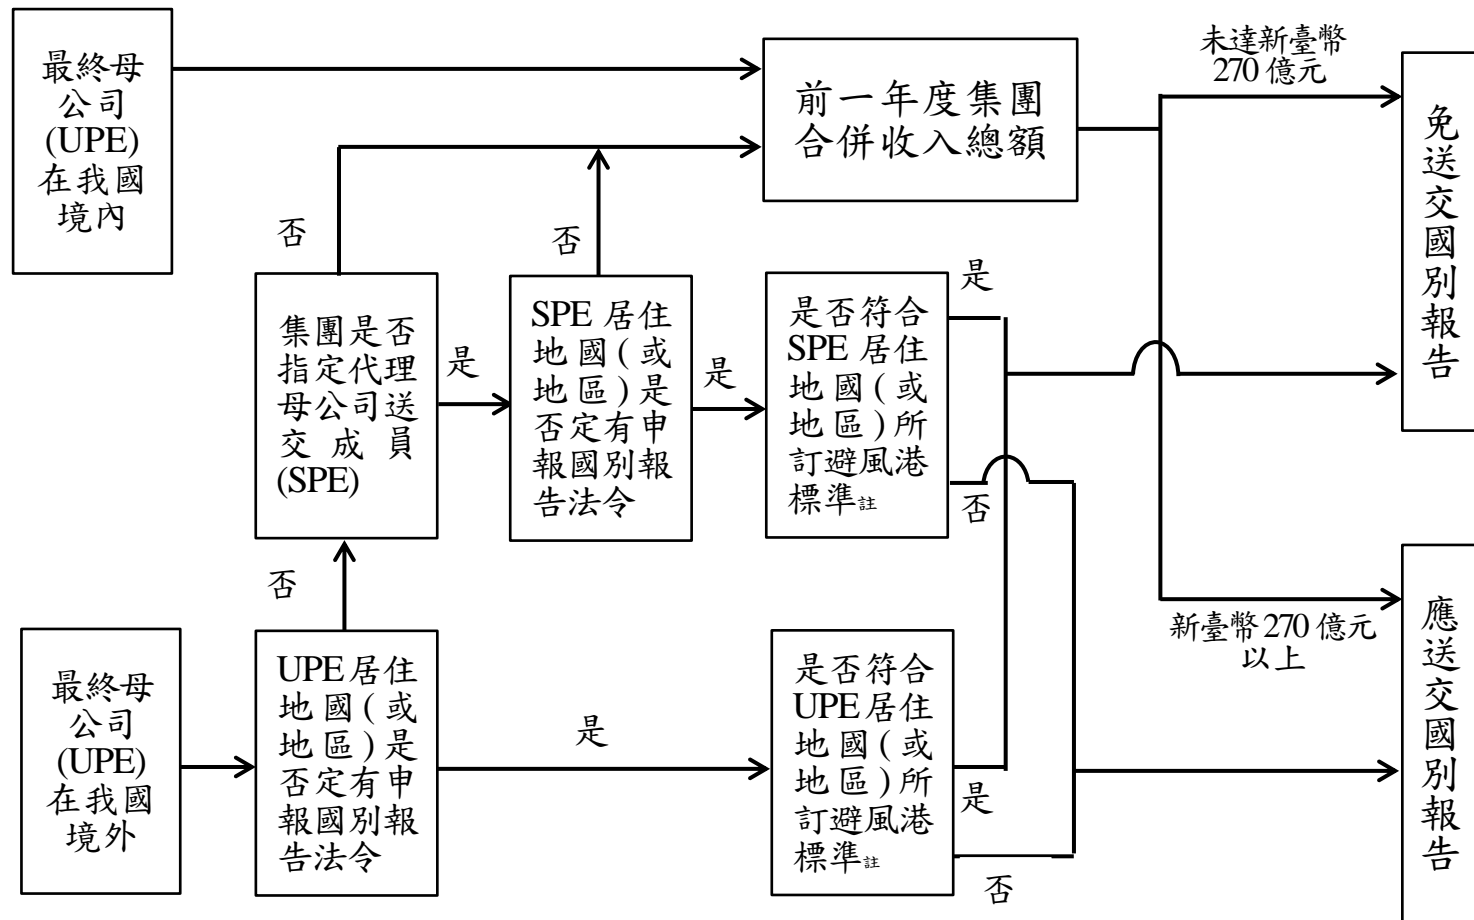 最終母
公司
(UPE)
在我國
境內
前一年度集團
合併收入總額
未達新臺幣
270 億元
免
送
交
國
別
報
告
否
否
集團是否
指定代理
母公司送
交成員
(SPE)
是
SPE 居住
地國(或
地區)是
否定有申
報國別報
告法令
是
是否符合
SPE 居住
地國(或
地區)所
訂避風港
標準註
是
否
否
最終母
公司
(UPE)
在我國
境外
UPE 居住
地國(或
地區)是
否定有申
報國別報
告法令
是
是否符合
UPE 居住
地國(或
地區)所
訂避風港
標準註
是
否
新臺幣 270 億元
以上
應
送
交
國
別
報
告